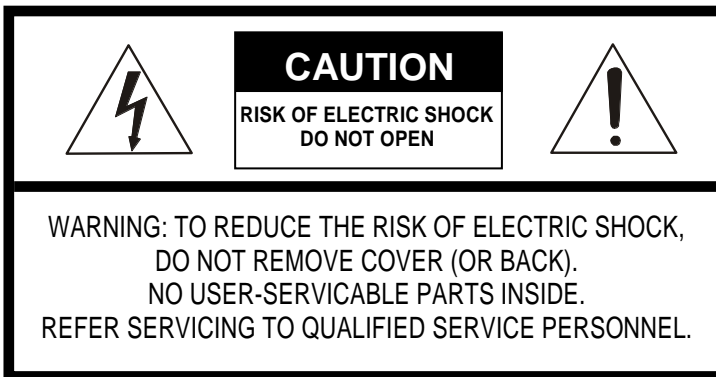 CAUTION
RISK OF ELECTRIC SHOCK
DO NOT OPEN
WARNING: TO REDUCE THE RISK OF ELECTRIC SHOCK,
DO NOT REMOVE COVER (OR BACK).
NO USER-SERVICABLE PARTS INSIDE.
REFER SERVICING TO QUALIFIED SERVICE PERSONNEL.